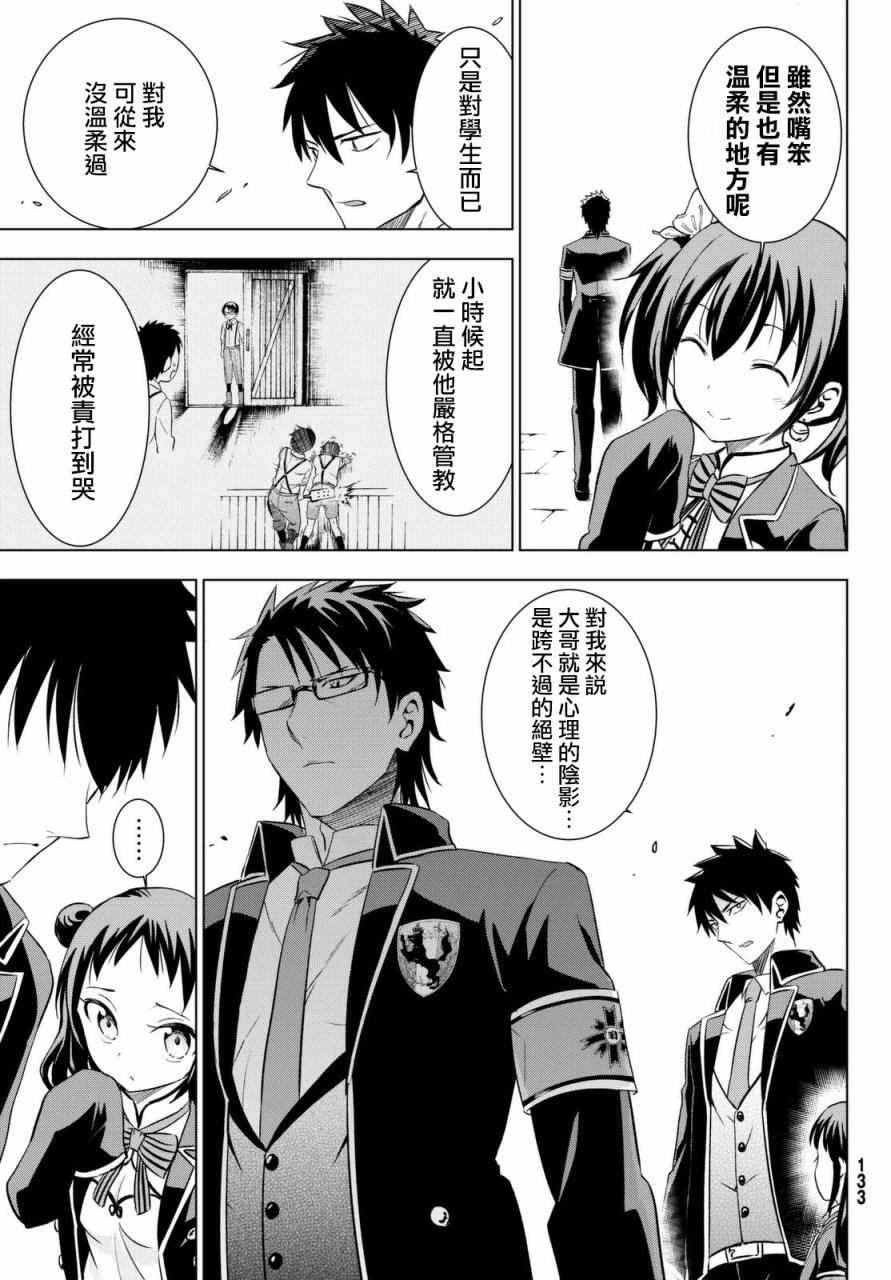 雖然嘴笨
但是也有
溫柔的地方呢
只是對學生而已
對我
可從來
沒溫柔過
小時候起
就一直被他嚴格管教
經常被責打到哭
對我來說
大哥就是心理的陰影…
是跨不過的絕壁…
……
133